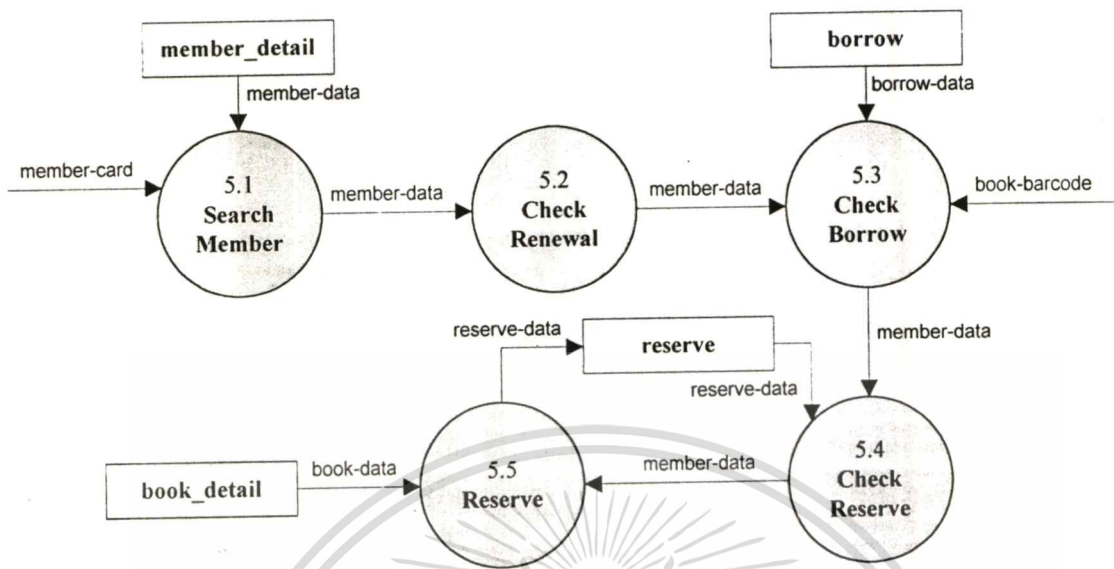 member_detail
borrow
member-data
borrow-data
member-card
5.1
Search
Member
member-data
5.2
Check
Renewal
member-data
5.3
Check
Borrow
book-barcode
reserve-data
reserve
member-data
reserve-data
book_detail
book-data
5.5
Reserve
member-data
5.4
Check
Reserve